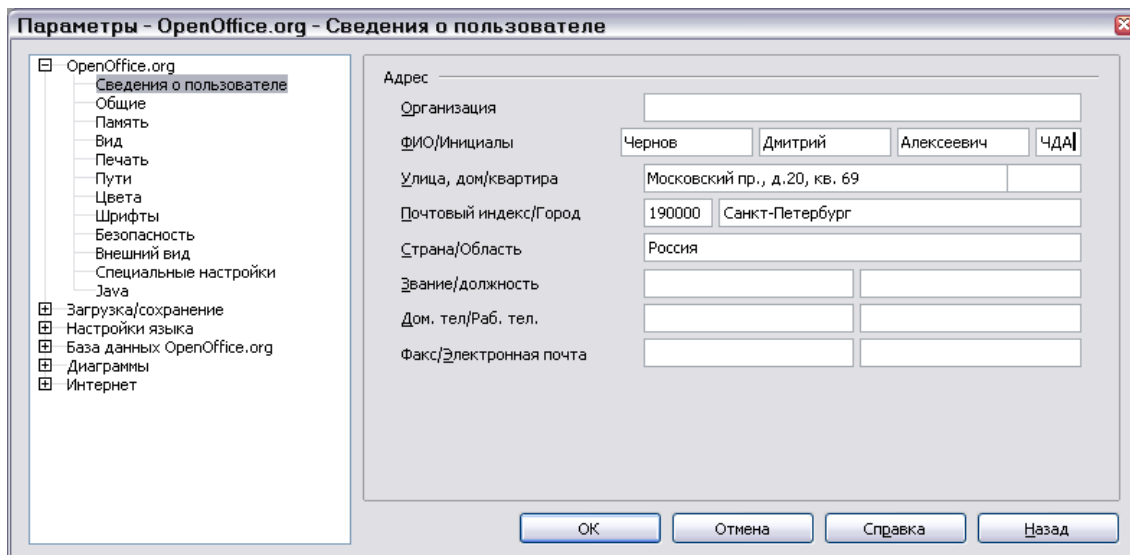 Параметры - OpenOffice.org - Сведения о пользователе
OpenOffice.org
Сведения о пользователе
Общие
Память
Вид
Печать
Пути
Цвета
Шрифты
Безопасность
Внешний вид
Специальные настройки
Java
Загрузка/сохранение
Настройки языка
База данных OpenOffice.org
Диаграммы
Интернет
Адрес
Организация
ФИО/Инициалы Чернов Дмитрий Алексеевич ЧДА
Улица, дом/квартира Московский пр., д.20, кв. 69
Почтовый индекс/Город 190000 Санкт-Петербург
Страна/Область Россия
Звание/должность
Дом. тел/Раб. тел.
Факс/Электронная почта
ОК Отмена Справка Назад